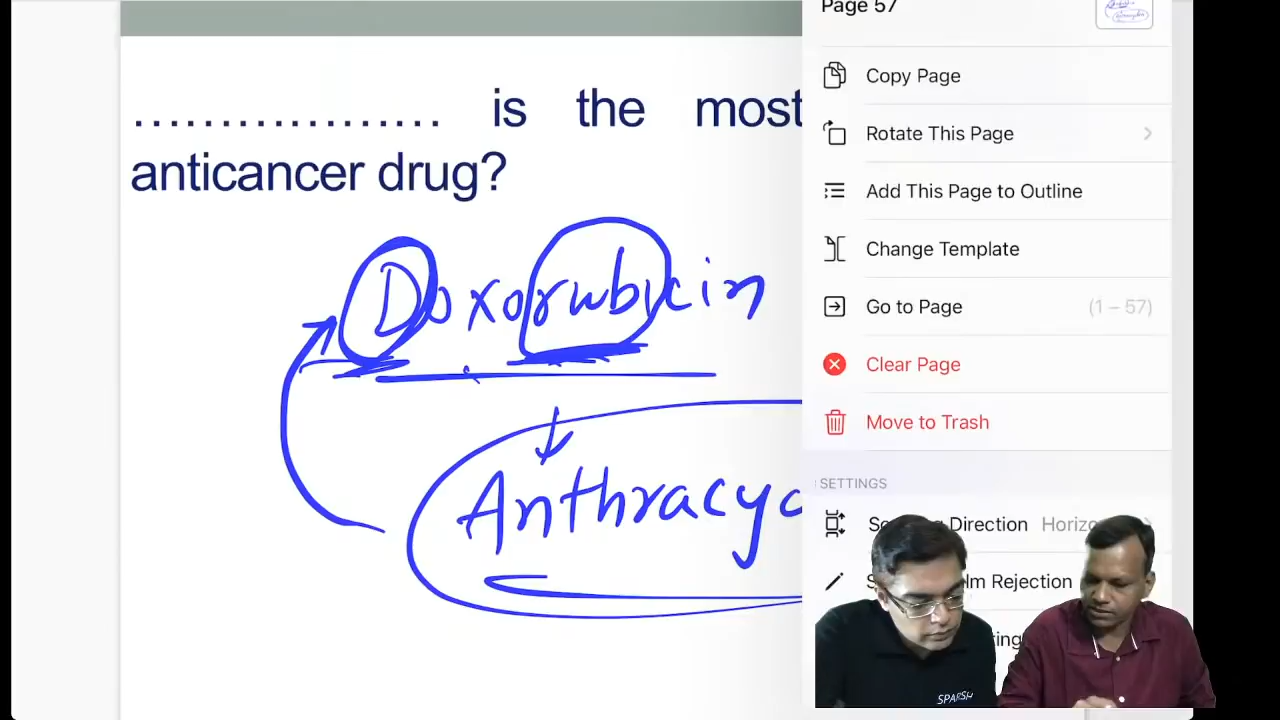 Page 57
Copy Page
Rotate This Page
Add This Page to Outline
Change Template
Go to Page (1 – 57)
Clear Page
Move to Trash
SETTINGS
Direction Horizo
lm Rejection
……………… is the most
anticancer drug?
Doxorubicin
Anthracyc
SPARSH